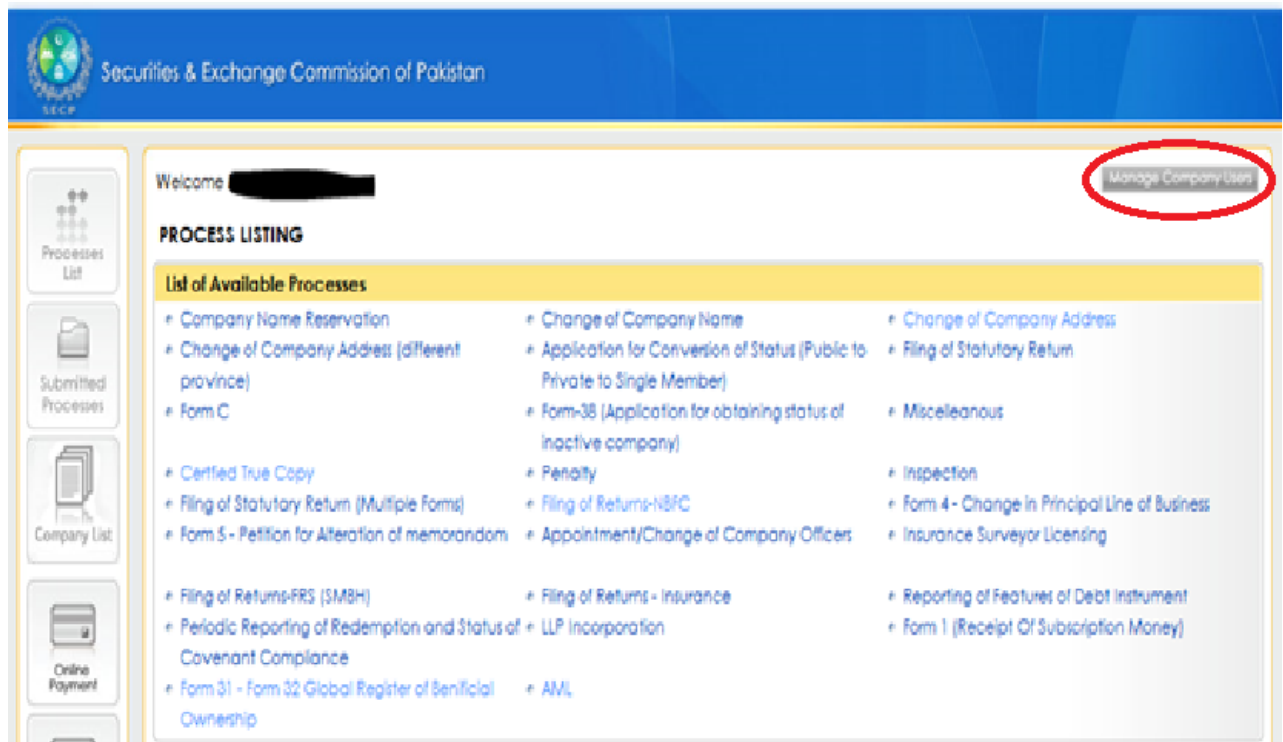 Securities & Exchange Commission of Pakistan
SECP
Welcome
Manage Company Users
PROCESS LISTING
Processes
List
List of Available Processes
Company Name Reservation
Change of Company Name
Change of Company Address
Change of Company Address (different
province)
Application for Conversion of Status (Public to
Private to Single Member)
Filing of Statutory Return
Submitted
Processes
Form C
Form-38 (Application for obtaining status of
inactive company)
Miscelleanous
Certfied True Copy
Penalty
Inspection
Filing of Statutory Return (Multiple Forms)
Filing of Returns-NBFC
Form 4 - Change in Principal Line of Business
Company List
Form 5 - Petition for Alteration of memorandom
Appointment/Change of Company Officers
Insurance Surveyor Licensing
Filing of Returns-FRS (SMBH)
Filing of Returns - Insurance
Reporting of Features of Debt Instrument
Periodic Reporting of Redemption and Status of
Covenant Compliance
LLP Incorporation
Form 1 (Receipt Of Subscription Money)
Online
Payment
Form 31 - Form 32 Global Register of Benificial
Ownership
AML